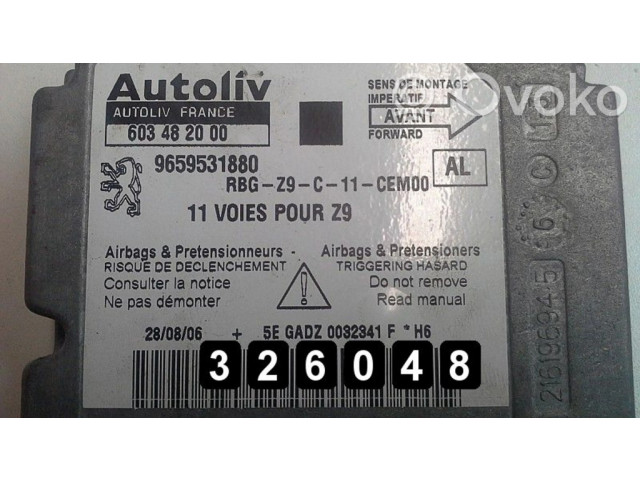 Autoliv
AUTOLIV FRANCE
603 48 20 00
SENS DE MONTAGE
IMPERATIF
AVANT
FORWARD
ovoko
9659531880
AL
RBG-Z9-C-11-CEM00
11 VOIES POUR Z9
Airbags & Pretensionneurs -
RISQUE DE DECLENCHEMENT
Consulter la notice
Ne pas démonter
Airbags & Pretensioners
TRIGGERING HASARD
Do not remove
Read manual
28/08/06 + 5E GADZ 0032341 F * H6
326048
216196945